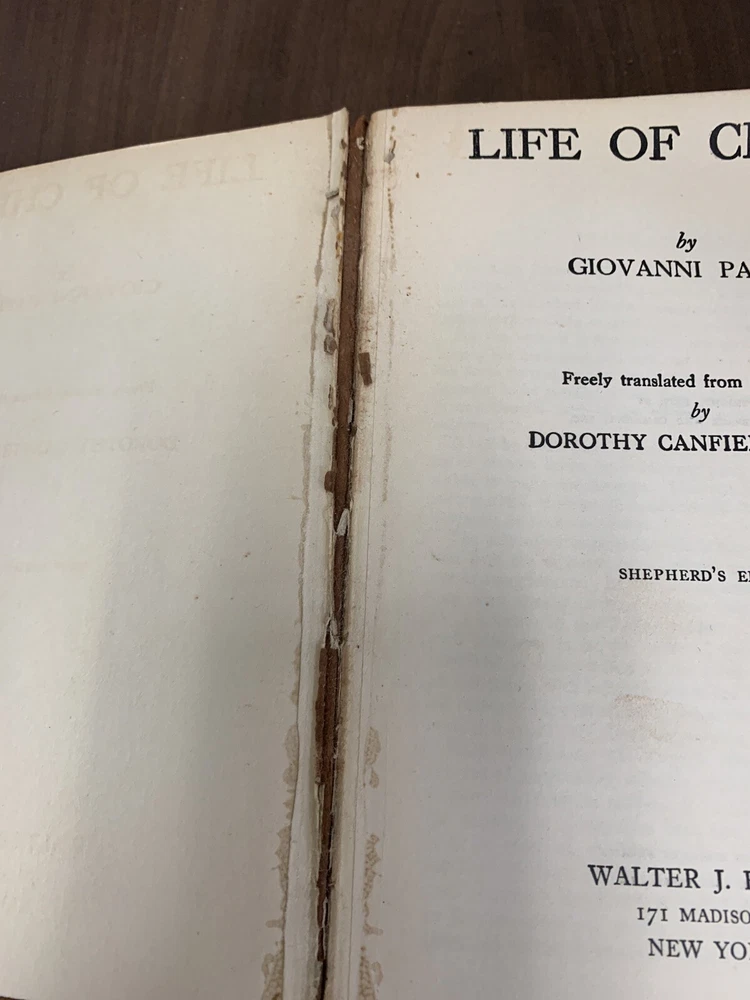 LIFE OF C
by
GIOVANNI PA
Freely translated from
by
DOROTHY CANFIE
SHEPHERD'S E
WALTER J.
171 MADISO
NEW YO